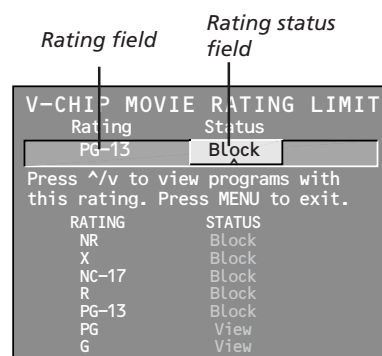 Rating field Rating status field
V-CHIP MOVIE RATING LIMIT
Rating Status
PG-13 Block
Press ^/v to view programs with
this rating. Press MENU to exit.
RATING STATUS
NR Block
X Block
NC-17 Block
R Block
PG-13 Block
PG View
G View